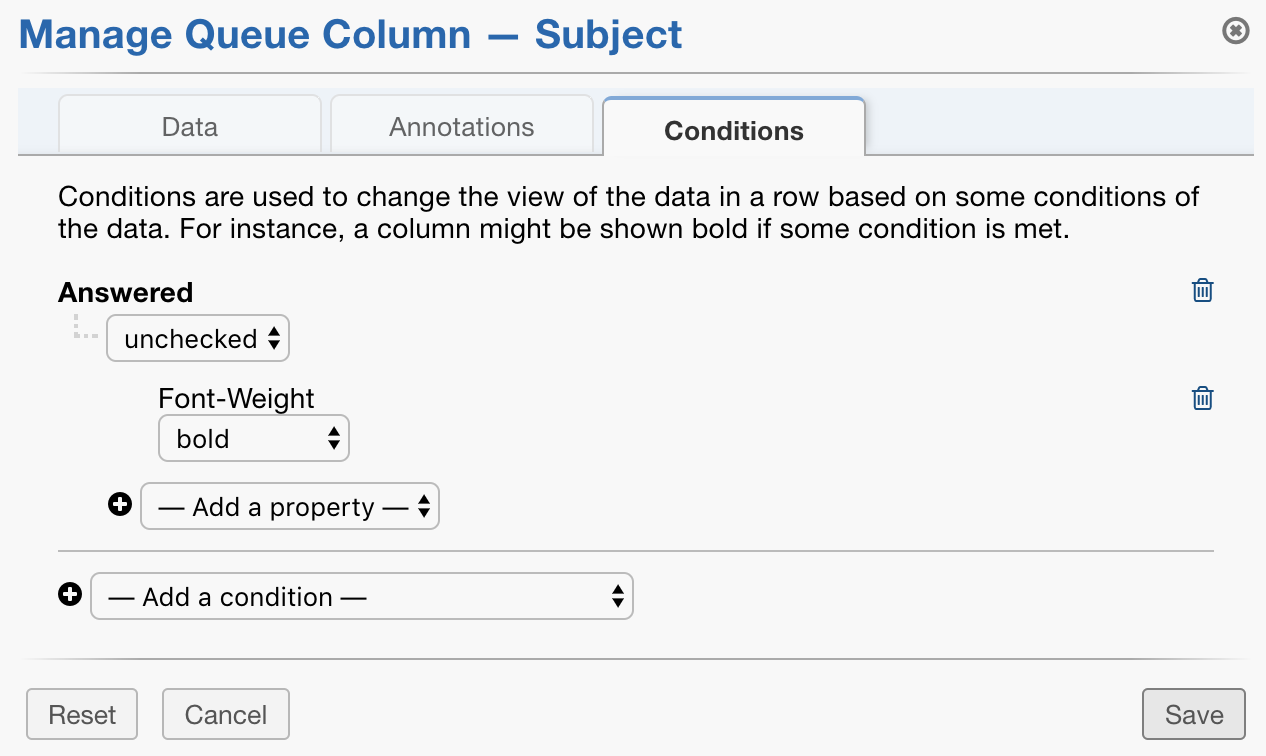 Manage Queue Column — Subject
Data
Annotations
Conditions
Conditions are used to change the view of the data in a row based on some conditions of
the data. For instance, a column might be shown bold if some condition is met.
Answered
unchecked
Font-Weight
bold
— Add a property —
— Add a condition —
Reset
Cancel
Save